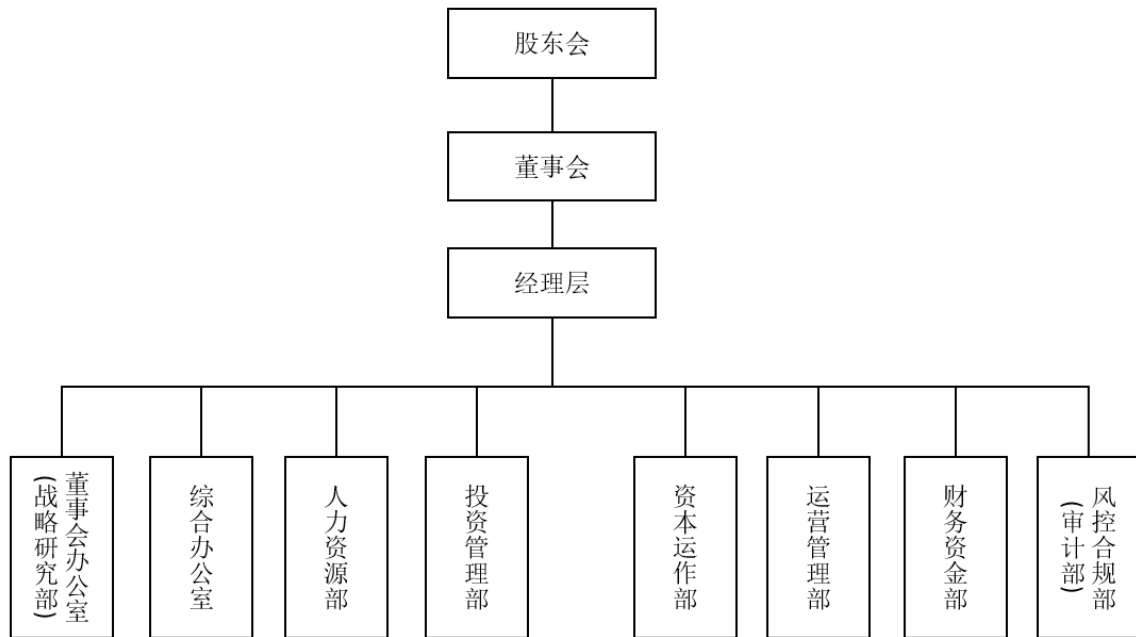 股东会
董事会
经理层
董事会办公室
(战略研究部)
综合办公室
人力资源部
投资管理部
资本运作部
运营管理部
财务资金部
风控合规部
(审计部)